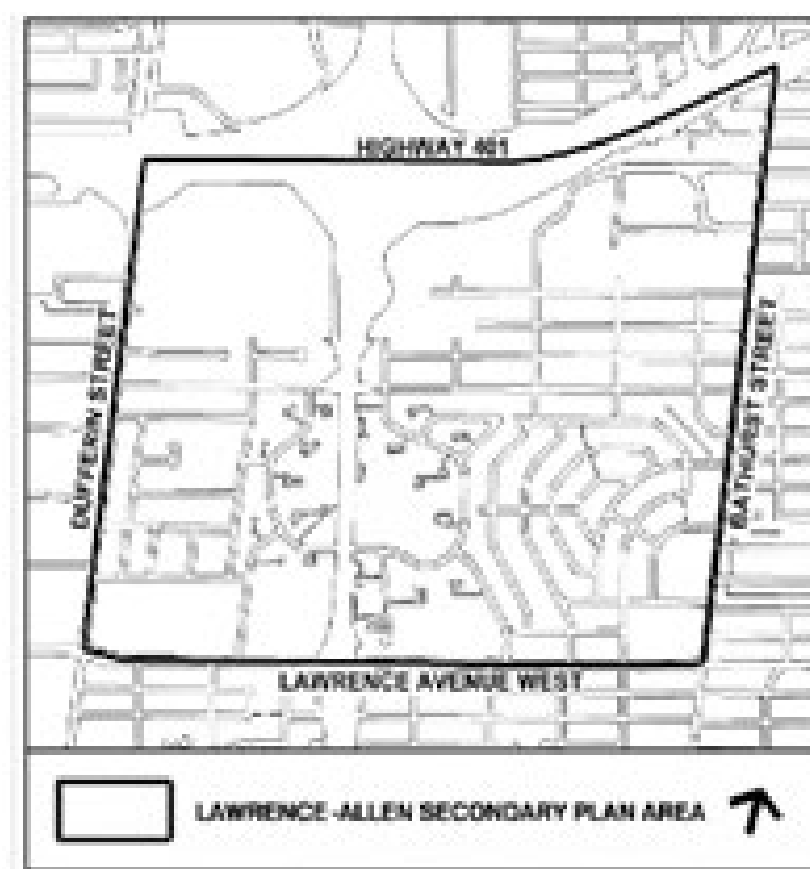 HIGHWAY 401
DUFFERIN STREET
BATHURST STREET
LAWRENCE AVENUE WEST
LAWRENCE-ALLEN SECONDARY PLAN AREA